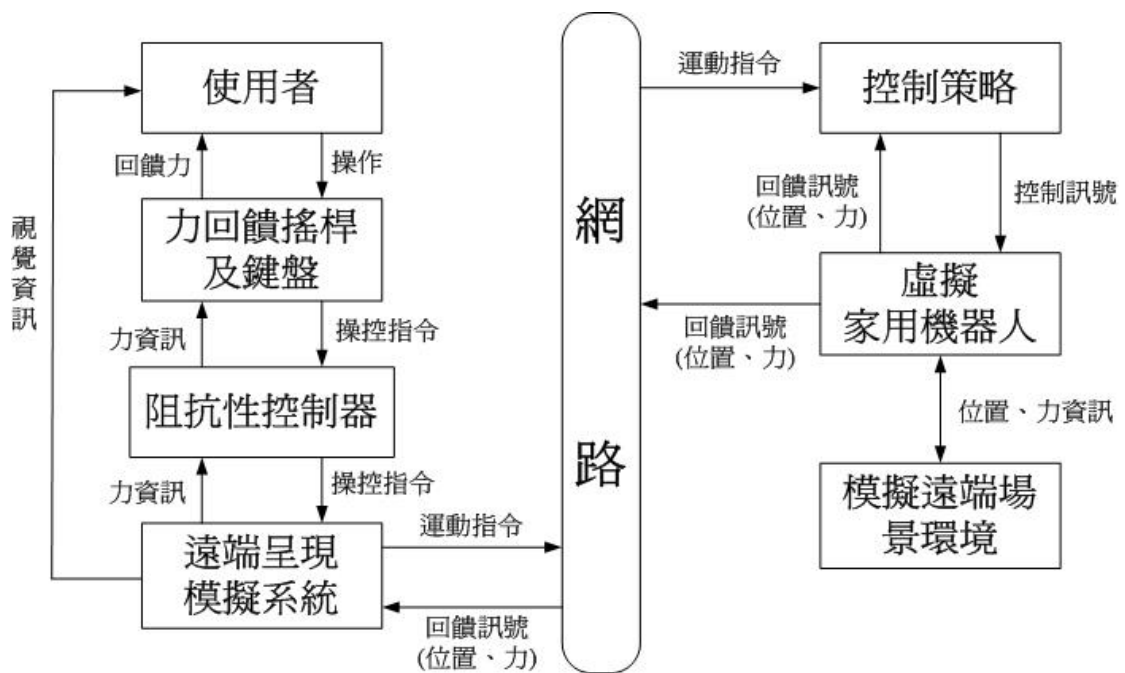 使用者
回饋力
操作
力回饋搖桿
及鍵盤
力資訊
操控指令
阻抗性控制器
力資訊
操控指令
遠端呈現
模擬系統
視覺資訊
運動指令
回饋訊號
(位置、力)
網路
運動指令
控制策略
回饋訊號
(位置、力)
控制訊號
虛擬
家用機器人
回饋訊號
(位置、力)
位置、力資訊
模擬遠端場
景環境